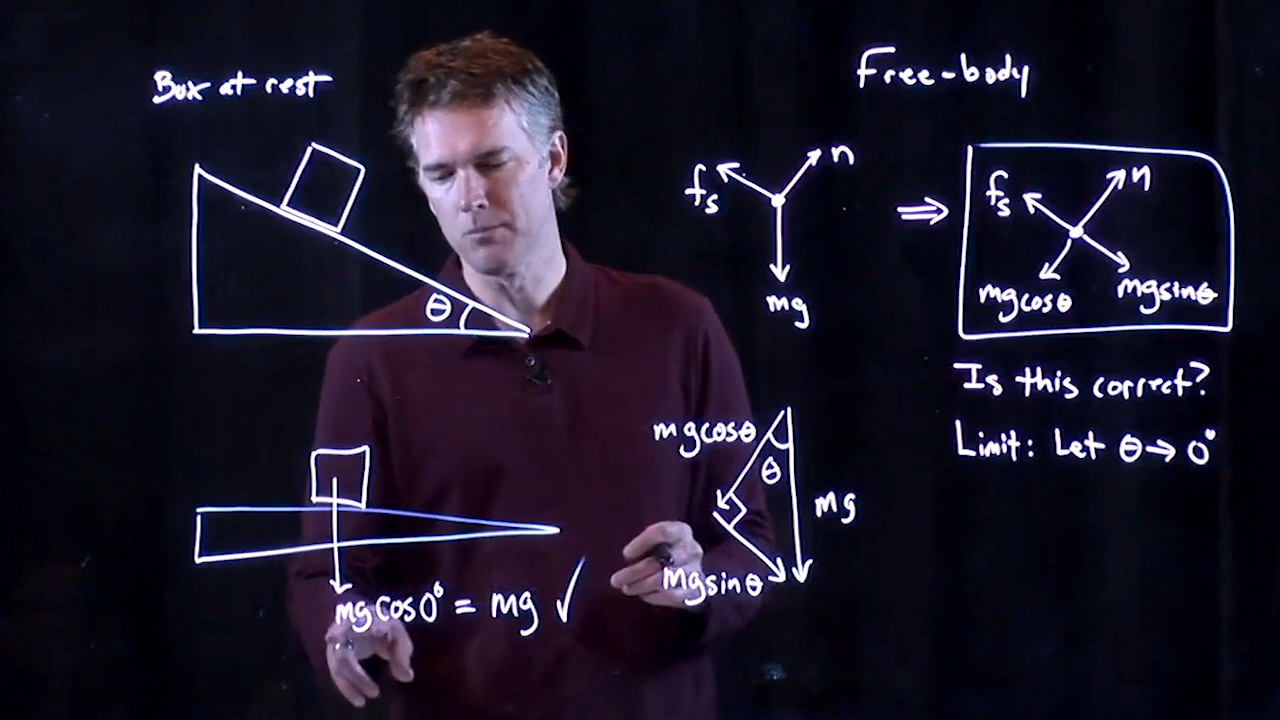 Box at rest
Free-body
θ
fs
n
mg
⇒
fs
n
mgcosθ
mgsinθ
Is this correct?
Limit: Let θ→0°
mgcosθ
θ
mg
mgsinθ
mgcos0° = mg ✓